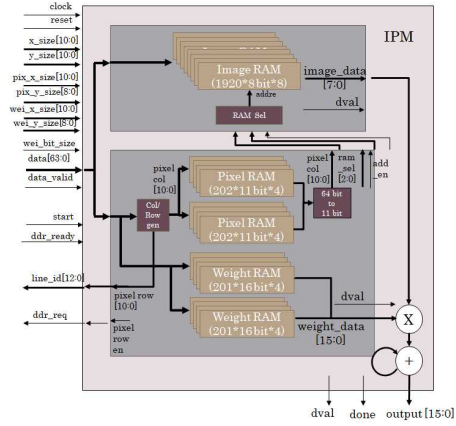 clock
reset
x_size[10:0]
y_size[10:0]
pix_x_size[10:0]
pix_y_size[8:0]
wei_x_size[10:0]
wei_y_size[8:0]
wei_bit_size
data[63:0]
data_valid
start
ddr_ready
line_id[12:0]
ddr_req
IPM
Image RAM
(1920*8bit*8)
addre
RAM Sel
image_data
[7:0]
dval
Col/
Row
gen
pixel
col
[10:0]
Pixel RAM
(202*11bit*4)
Pixel RAM
(202*11bit*4)
64 bit
to
11 bit
pixel
col
[10:0]
ram
_sel
[2:0]
add
_en
Weight RAM
(201*16bit*4)
Weight RAM
(201*16bit*4)
pixel row
[10:0]
pixel
row
en
dval
weight_data
[15:0]
X
+
dval
done
output [15:0]